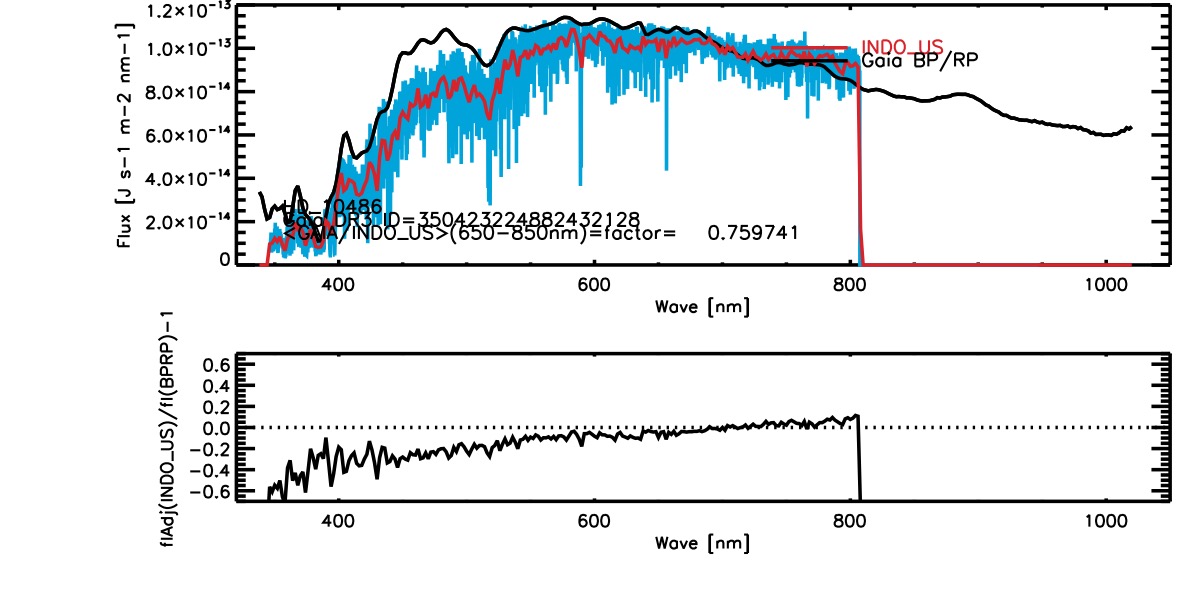 1.2×10−13
1.0×10−13
8.0×10−14
6.0×10−14
4.0×10−14
2.0×10−14
0
Flux [J s−1 m−2 nm−1]
INDO_US
Gaia BP/RP
HD_10486
Gaia DR3 ID=3504232248882432128
<GAIA/INDO_US>(650−850nm)=factor= 0.759741
400 600 800 1000
Wave [nm]
0.6
0.4
0.2
0.0
−0.2
−0.4
−0.6
flAdj(INDO_US)/fl(BPRP)−1
400 600 800 1000
Wave [nm]